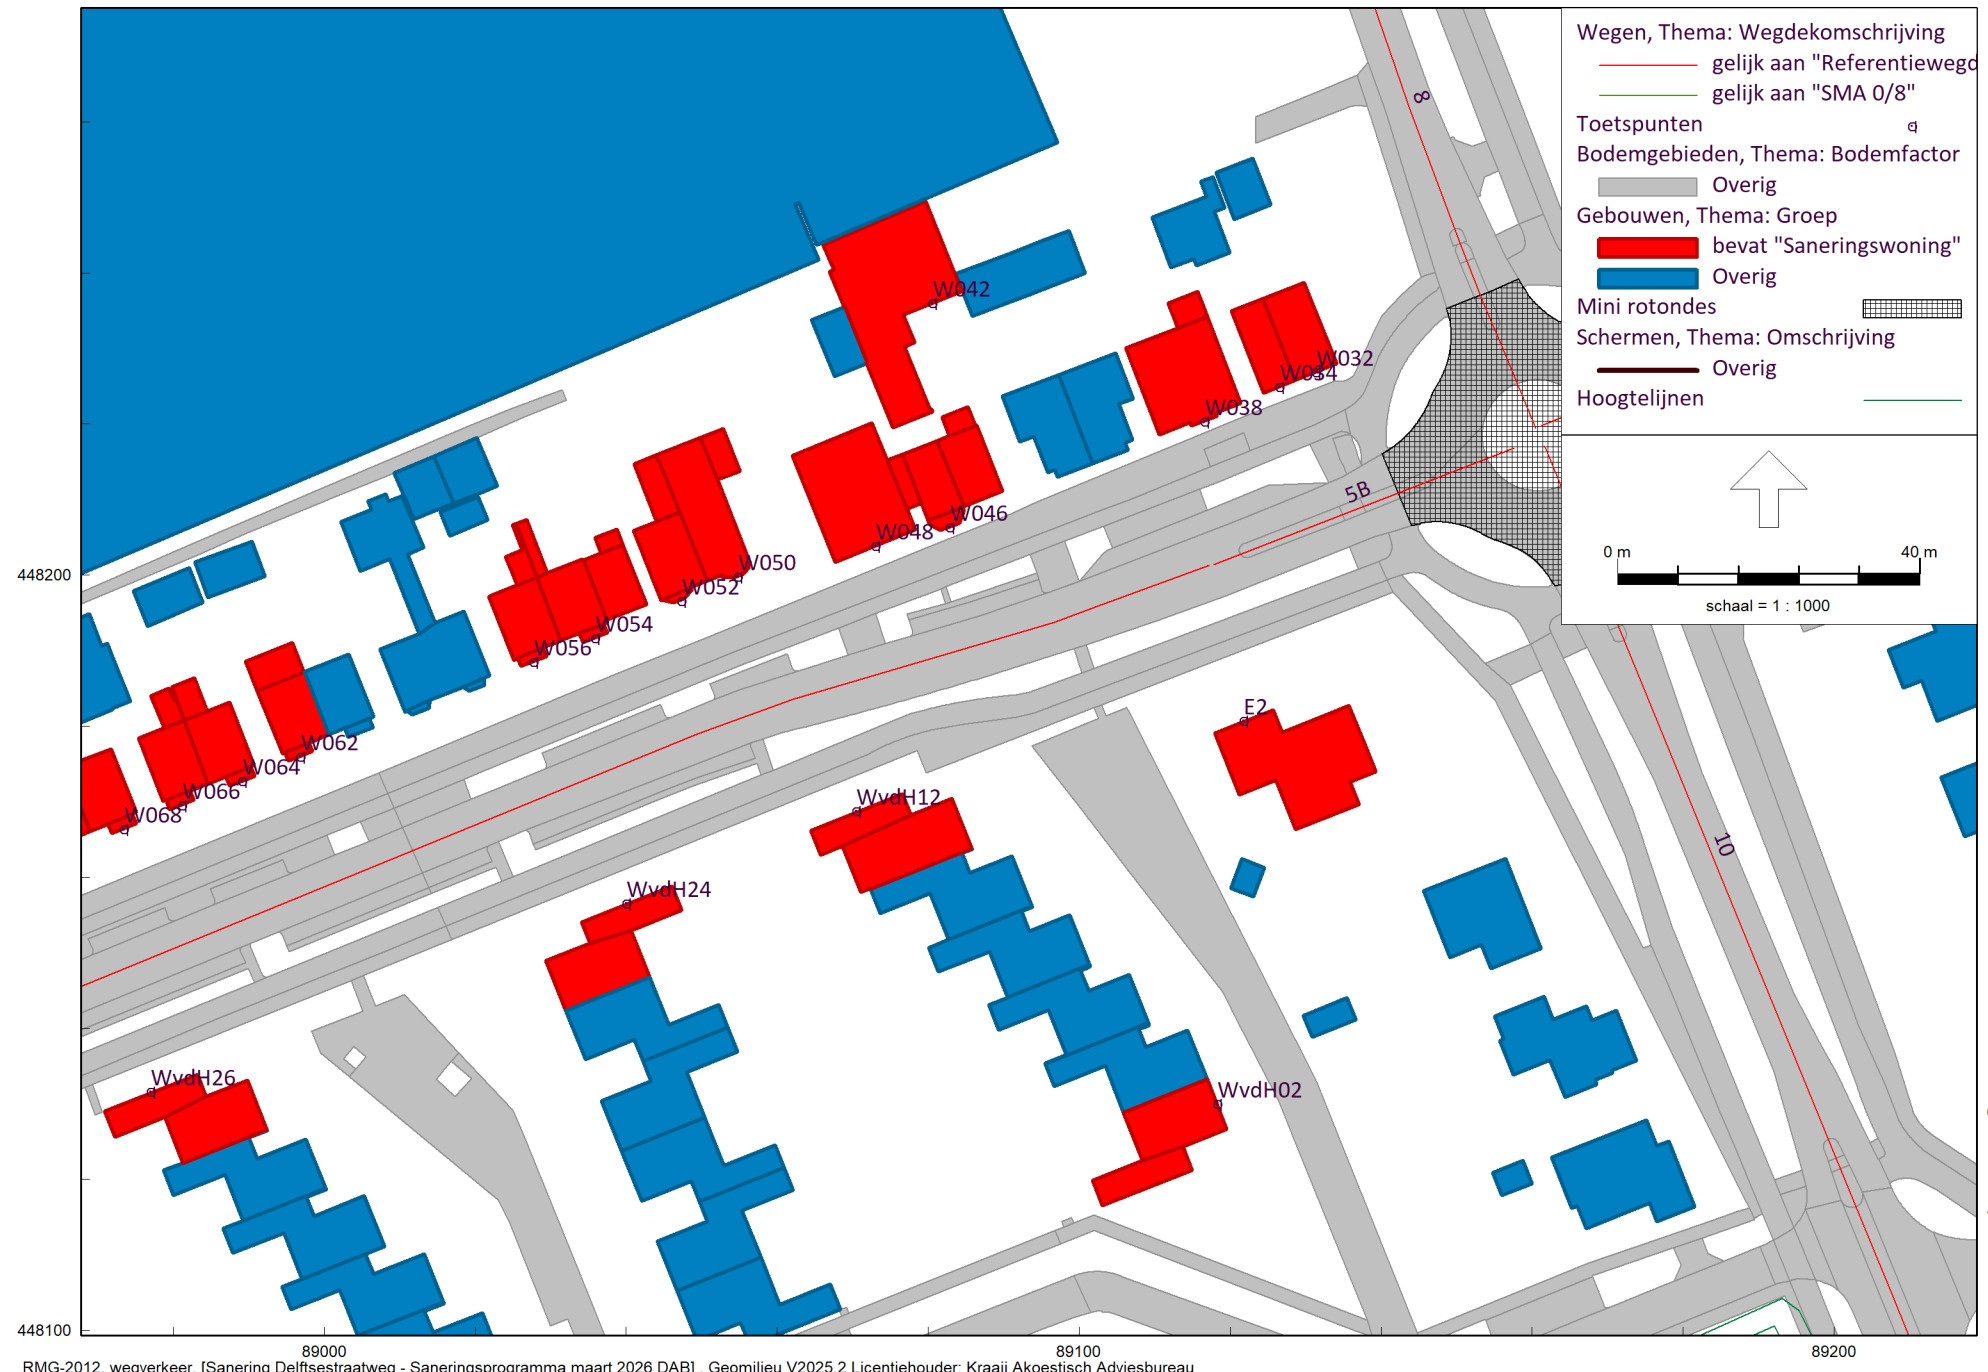 Wegen, Thema: Wegdekomschrijving
gelijk aan "Referentiewegd
gelijk aan "SMA 0/8"
Toetspunten
Bodemgebieden, Thema: Bodemfactor
Overig
Gebouwen, Thema: Groep
bevat "Saneringswoning"
Overig
Mini rotondes
Schermen, Thema: Omschrijving
Overig
Hoogtelijnen
0 m 40 m
schaal = 1 : 1000
8
W042
W032
W034
W038
5B
W046
W048
W050
W052
W054
W056
W062
W064
W066
W068
E2
WvdH12
WvdH24
WvdH26
WvdH02
10
448200
448100
89000 89100 89200
RMG-2012, wegverkeer, [Sanering Delftsestraatweg - Saneringsprogramma maart 2026 DAB] , Geomilieu V2025.2 Licentiehouder: Kraaij Akoestisch Adviesbureau